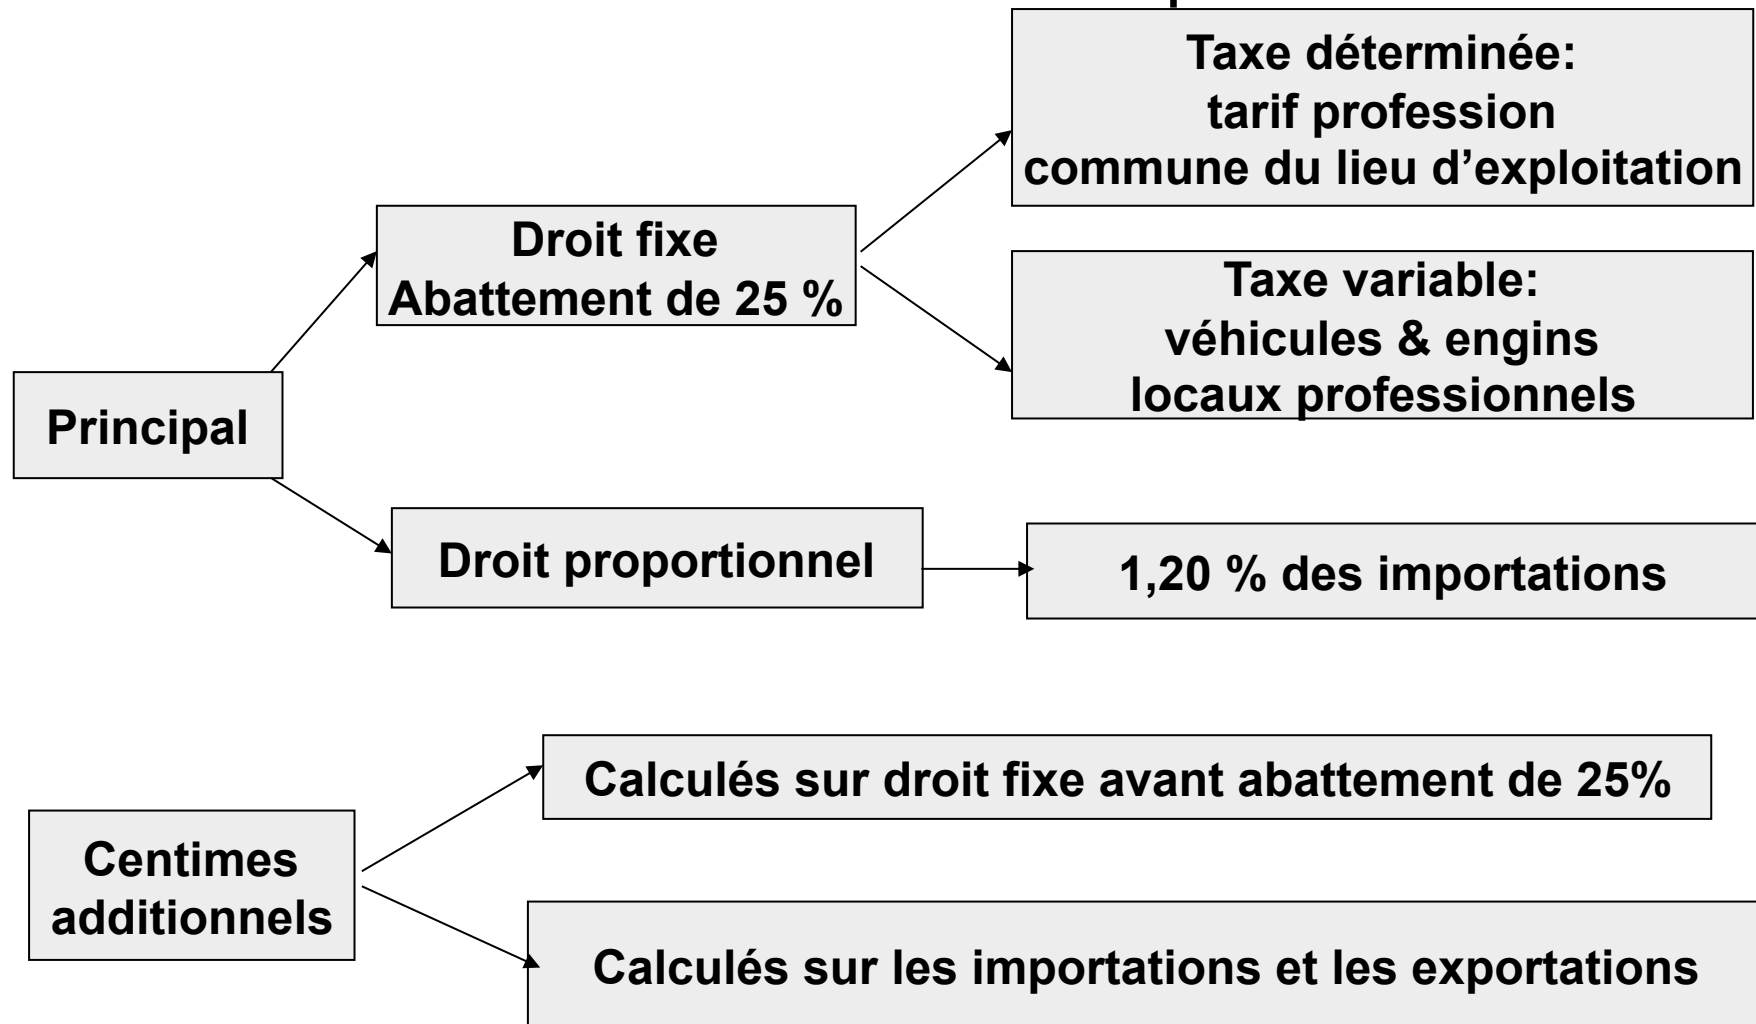 Taxe déterminée:
tarif profession
commune du lieu d’exploitation
Droit fixe
Abattement de 25 %
Taxe variable:
véhicules & engins
locaux professionnels
Principal
Droit proportionnel
1,20 % des importations
Calculés sur droit fixe avant abattement de 25%
Centimes
additionnels
Calculés sur les importations et les exportations